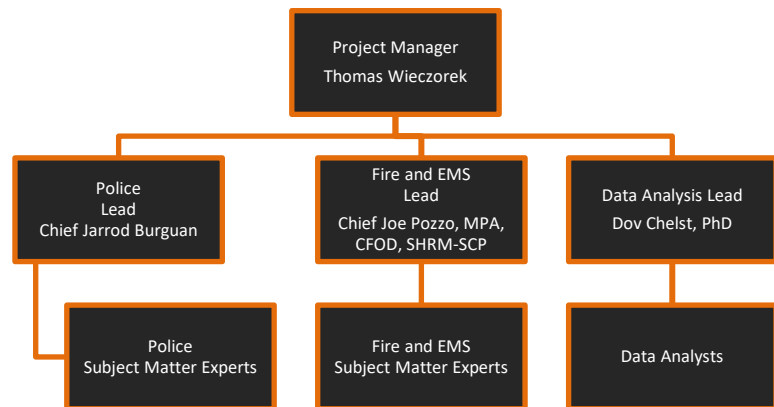 Project Manager
Thomas Wieczorek
Police
Lead
Chief Jarrod Burguan
Fire and EMS
Lead
Chief Joe Pozzo, MPA,
CFOD, SHRM-SCP
Data Analysis Lead
Dov Chelst, PhD
Police
Subject Matter Experts
Fire and EMS
Subject Matter Experts
Data Analysts